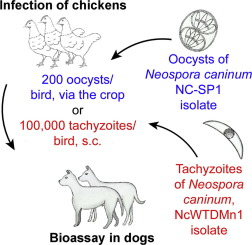 Infection of chickens
200 oocysts/
bird, via the crop
or
100,000 tachyzoites/
bird, s.c.
Oocysts of
Neospora caninum
NC-SP1
isolate
Tachyzoites
of Neospora
caninum,
NcWTDMn1
isolate
Bioassay in dogs